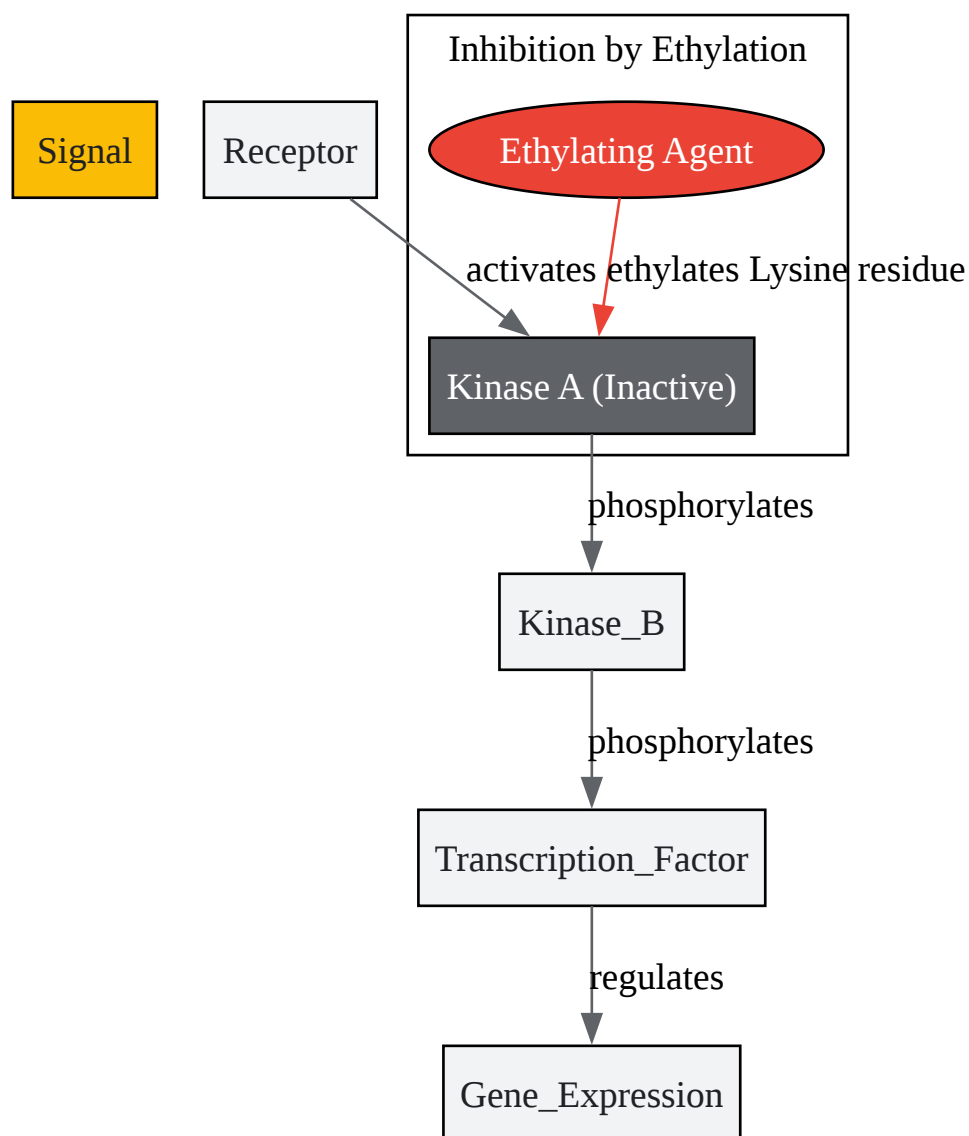 Inhibition by Ethylation
Signal
Receptor
Ethylating Agent
activates
ethylates Lysine residue
Kinase A (Inactive)
phosphorylates
Kinase_B
phosphorylates
Transcription_Factor
regulates
Gene_Expression